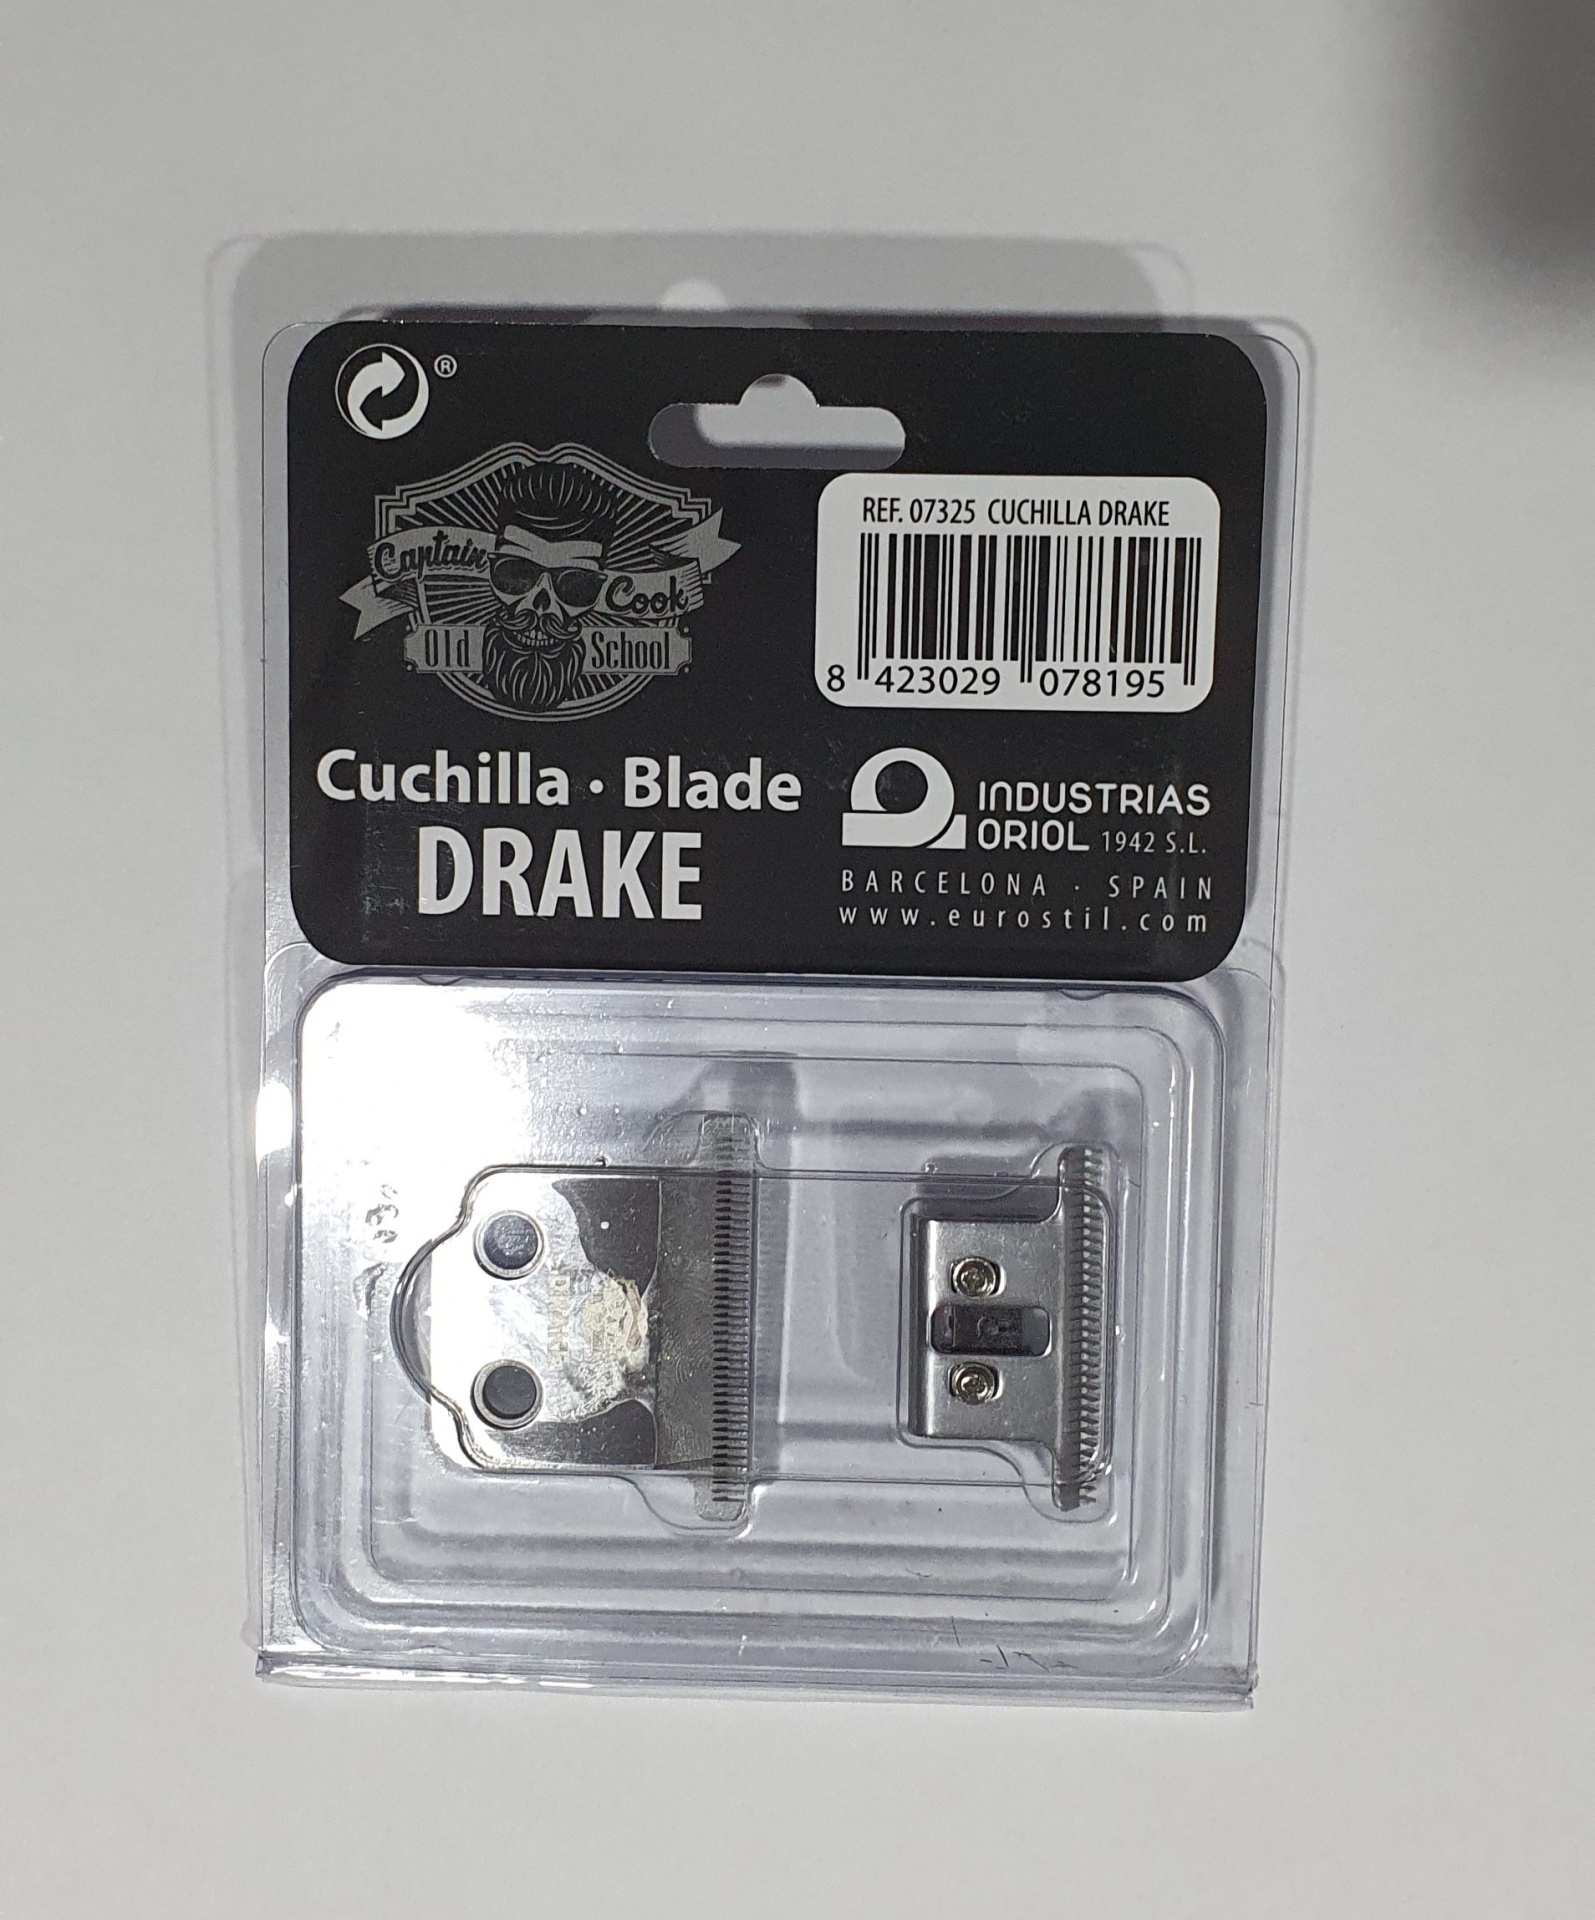 ®
Captain Cook
Old School
REF. 07325 CUCHILLA DRAKE
8 423029 078195
Cuchilla · Blade
DRAKE
INDUSTRIAS
ORIOL 1942 S.L.
BARCELONA · SPAIN
www.eurostil.com